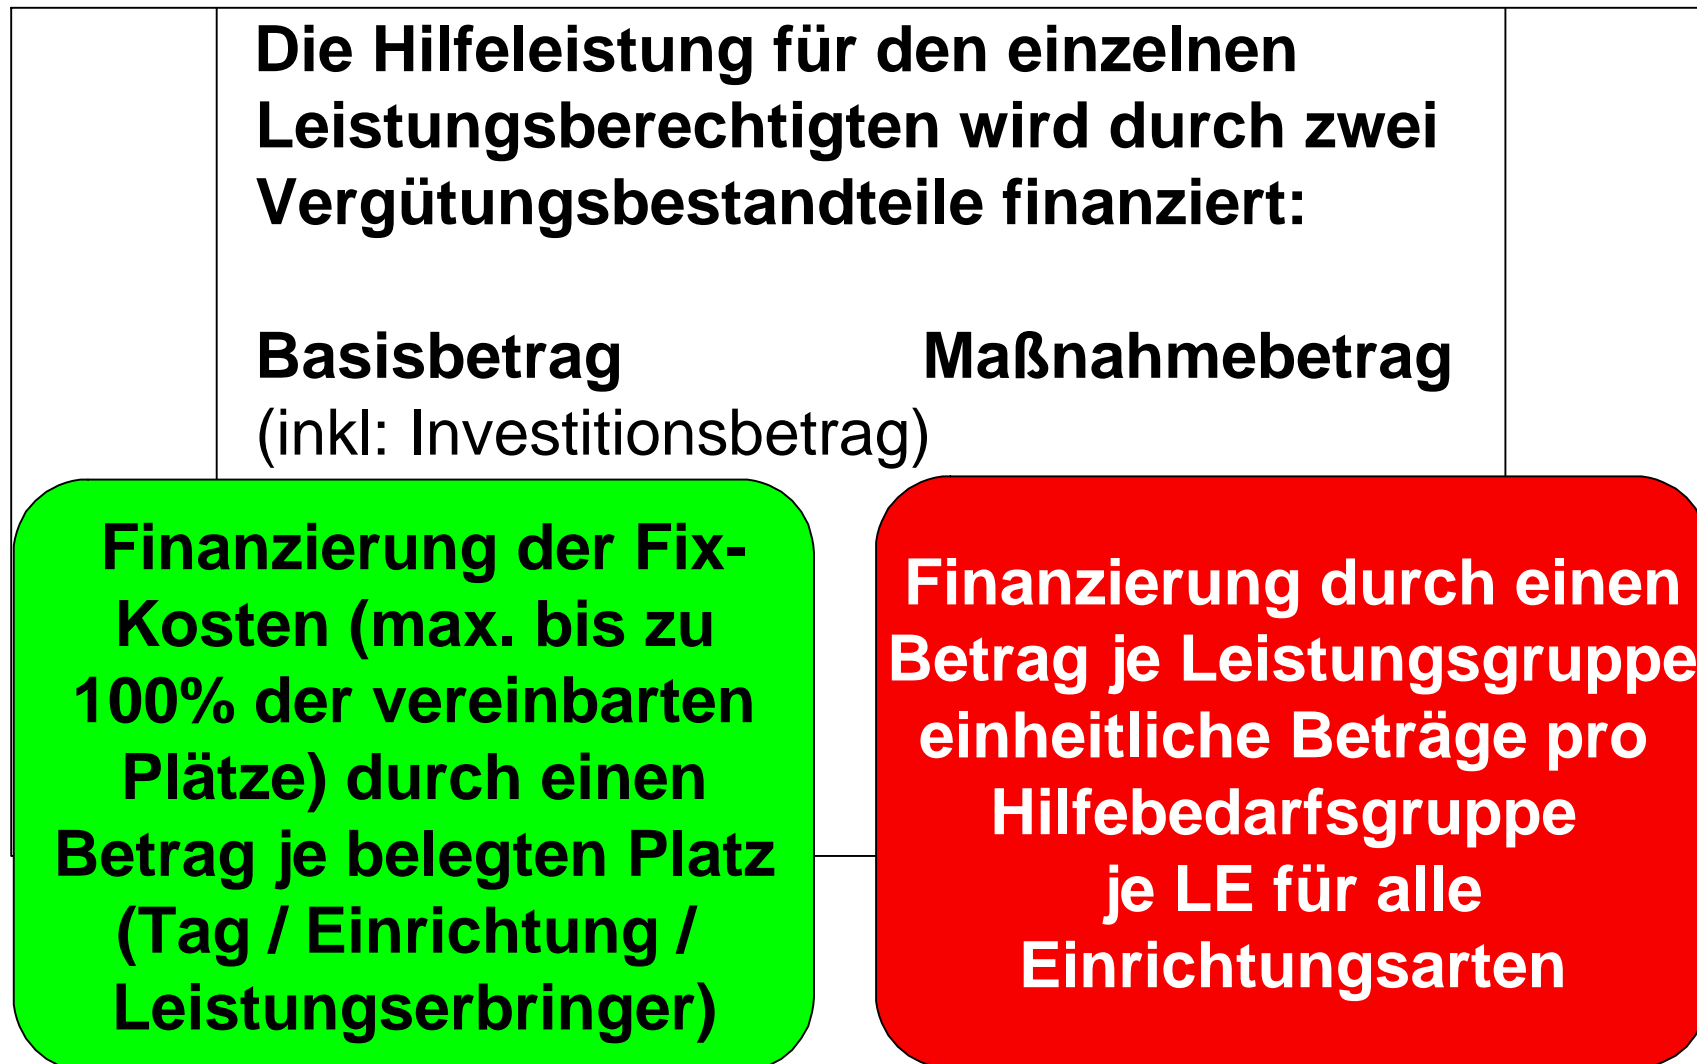 Die Hilfeleistung für den einzelnen
Leistungsberechtigten wird durch zwei
Vergütungsbestandteile finanziert:
Basisbetrag Maßnahmebetrag
(inkl: Investitionsbetrag)
Finanzierung der Fix-
Kosten (max. bis zu
100% der vereinbarten
Plätze) durch einen
Betrag je belegten Platz
(Tag / Einrichtung /
Leistungserbringer)
Finanzierung durch einen
Betrag je Leistungsgruppe
einheitliche Beträge pro
Hilfebedarfsgruppe
je LE für alle
Einrichtungsarten